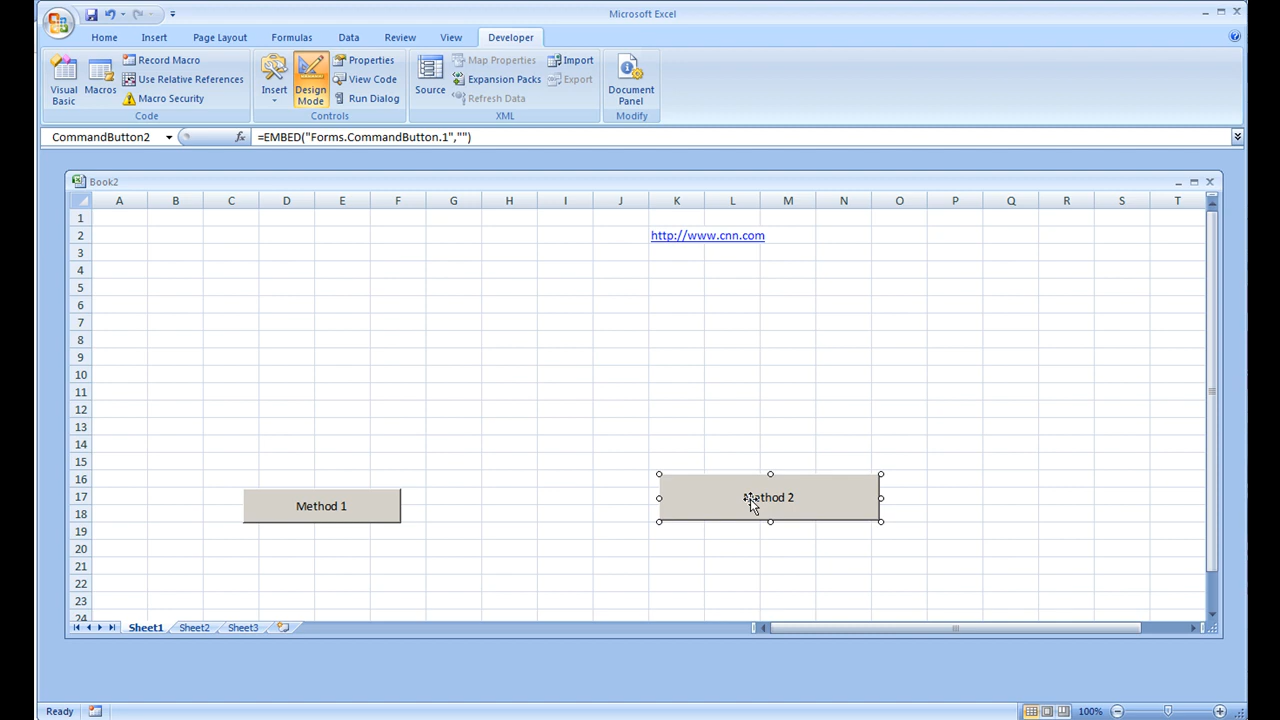 Microsoft Excel
Home Insert Formulas Page Layout Data Review View Developer
Visual Basic
Macros
Record Macro
Use Relative References
Macro Security
Code
Insert
Design Mode
Properties
View Code
Run Dialog
Controls
Source
Map Properties
Expansion Packs
Refresh Data
Import
Export
XML
Document Panel
Modify
CommandButton2 fx =EMBED("Forms.CommandButton.1","")
Book2
A B C D E F G H I J K L M N O P Q R S T
1
2 http://www.cnn.com
3
4
5
6
7
8
9
10
11
12
13
14
15
16
17 Method 2
18 Method 1
19
20
21
22
23
24
Sheet1 Sheet2 Sheet3
Ready 100%